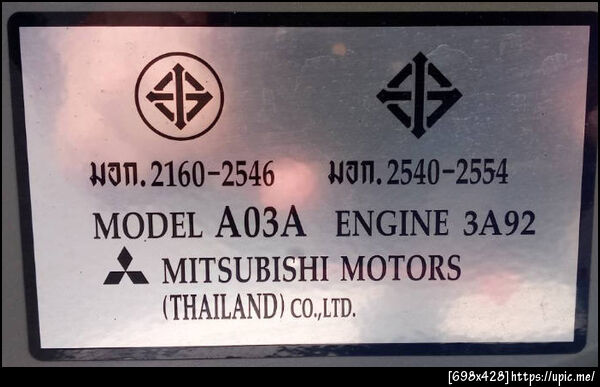 มอก.2160-2546 มอก.2540-2554
MODEL A03A ENGINE 3A92
MITSUBISHI MOTORS
(THAILAND) CO.,LTD.
[698x428]https://upic.me/